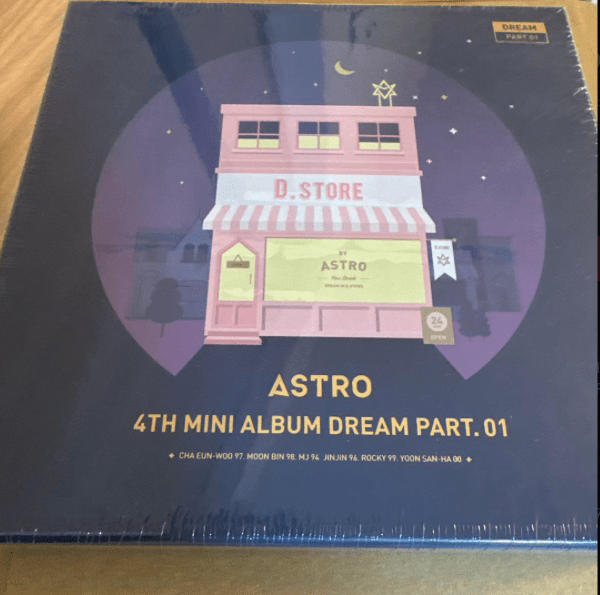 DREAM
PART.01
D.STORE
BY
ASTRO
24
OPEN
ASTRO
4TH MINI ALBUM DREAM PART. 01
✦ CHA EUN-WOO 97. MOON BIN 98. MJ 94. JINJIN 96. ROCKY 99. YOON SAN-HA 00 ✦